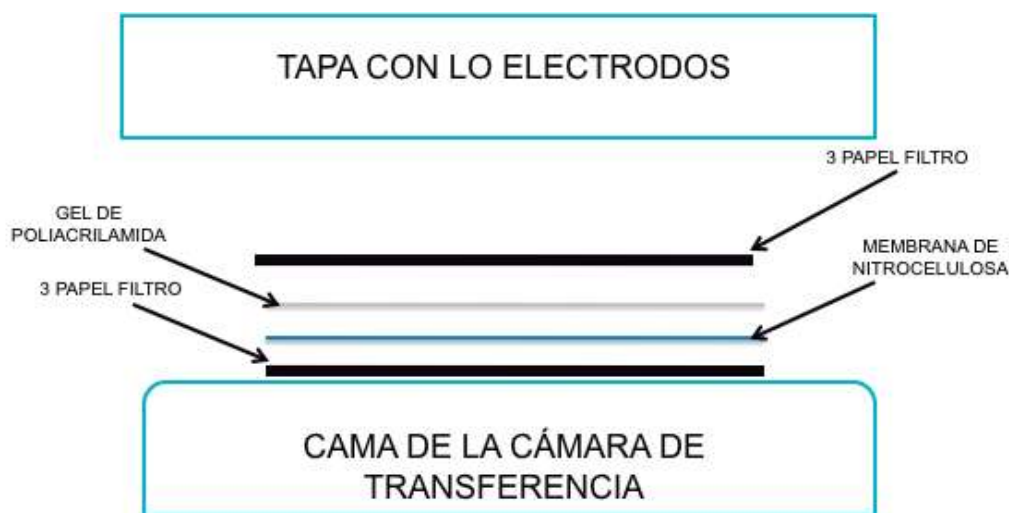 TAPA CON LO ELECTRODOS
3 PAPEL FILTRO
GEL DE
POLIACRILAMIDA
MEMBRANA DE
NITROCELULOSA
3 PAPEL FILTRO
CAMA DE LA CÁMARA DE
TRANSFERENCIA